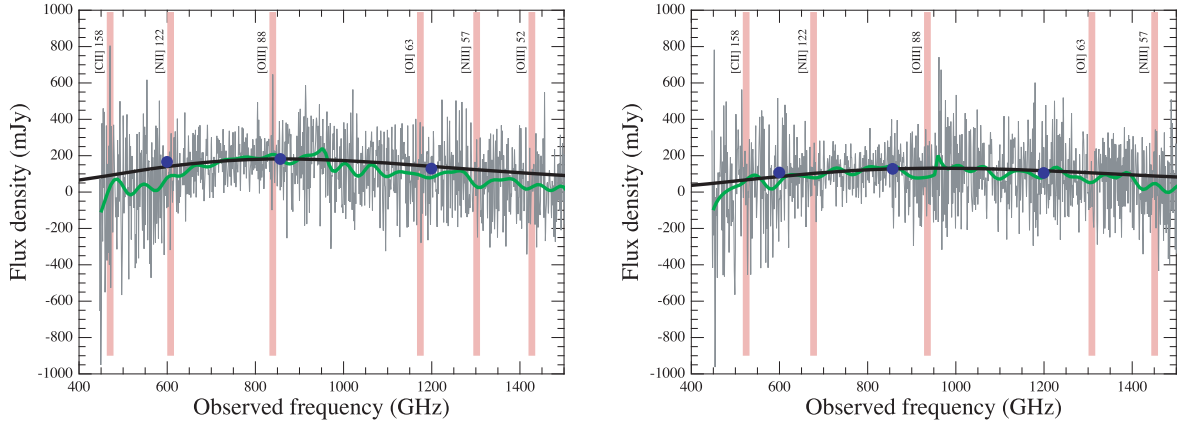 1000
800
600
400
200
0
-200
-400
-600
-800
-1000
Flux density (mJy)
[CII] 158
[NII] 122
[OIII] 88
[OI] 63
[NIII] 57
[OIII] 52
400
600
800
1000
1200
1400
Observed frequency (GHz)
1000
800
600
400
200
0
-200
-400
-600
-800
-1000
Flux density (mJy)
[CII] 158
[NII] 122
[OIII] 88
[OI] 63
[NIII] 57
400
600
800
1000
1200
1400
Observed frequency (GHz)